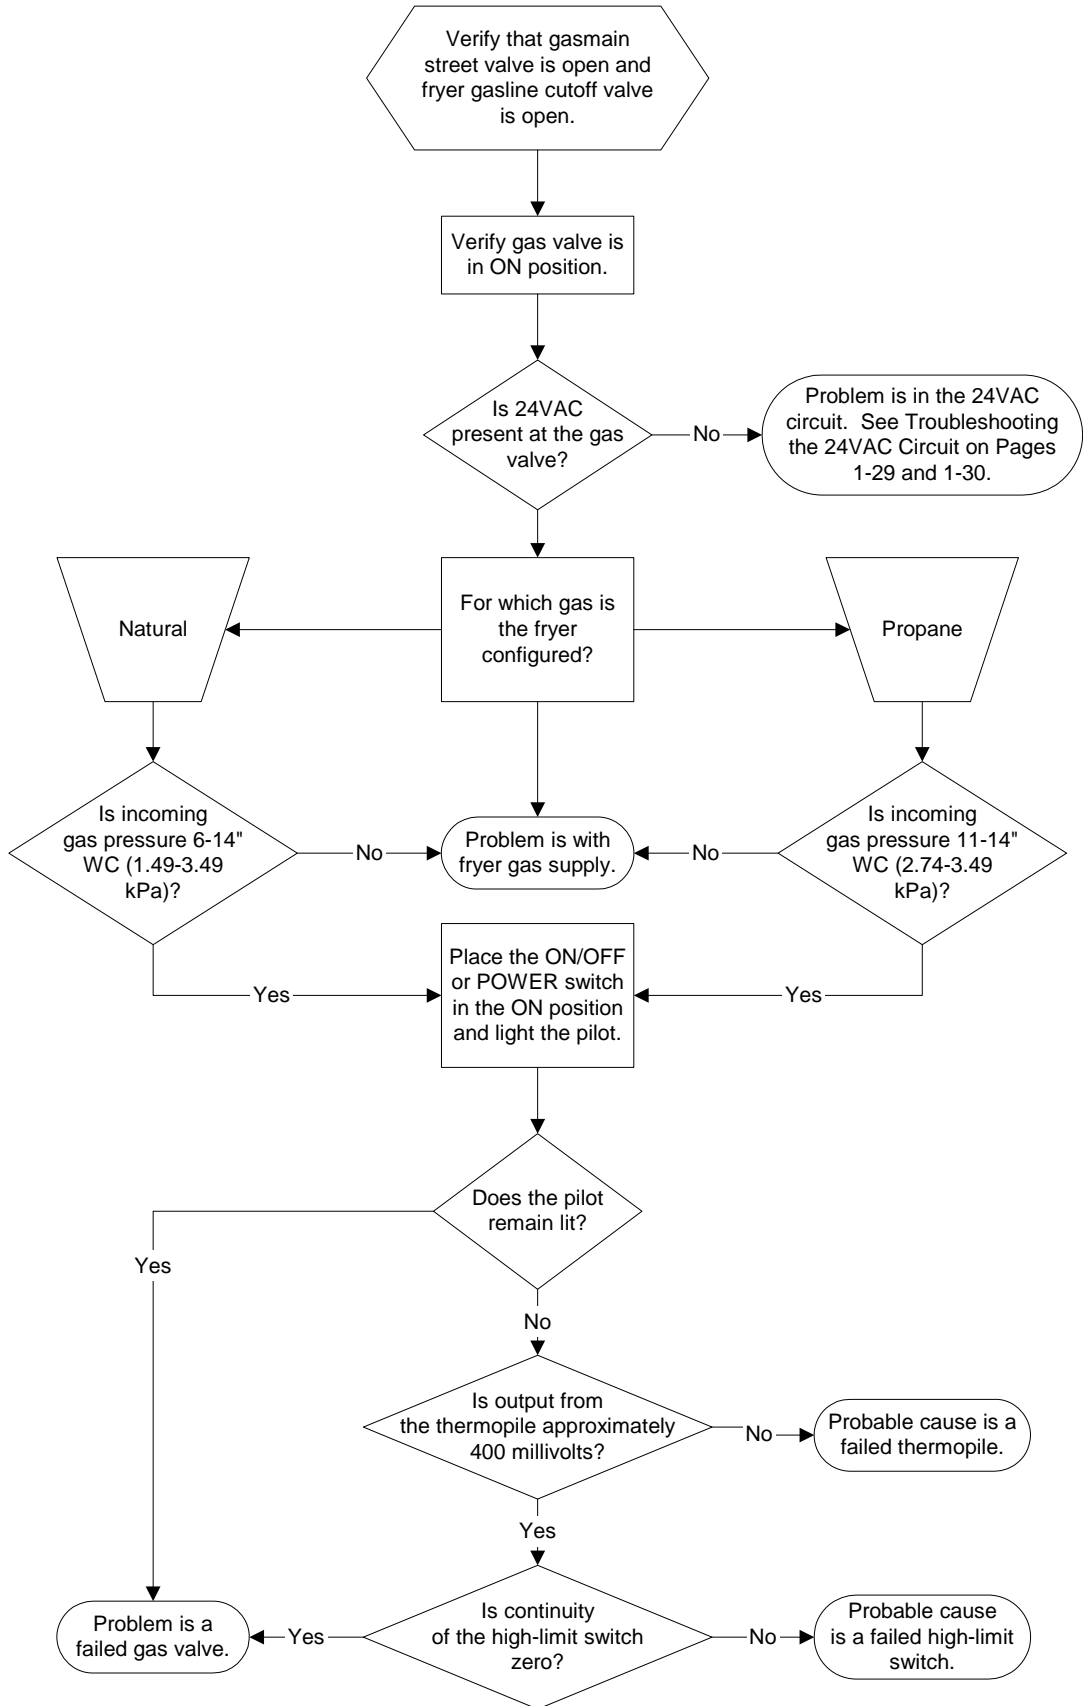 Verify that gasmain
street valve is open and
fryer gasline cutoff valve
is open.
Verify gas valve is
in ON position.
Is 24VAC
present at the gas
valve?
No
Problem is in the 24VAC
circuit.  See Troubleshooting
the 24VAC Circuit on Pages
1-29 and 1-30.
For which gas is
the fryer
configured?
Natural
Propane
Is incoming
gas pressure 6-14"
WC (1.49-3.49
kPa)?
No
Problem is with
fryer gas supply.
No
Is incoming
gas pressure 11-14"
WC (2.74-3.49
kPa)?
Yes
Place the ON/OFF
or POWER switch
in the ON position
and light the pilot.
Yes
Does the pilot
remain lit?
Yes
No
Is output from
the thermopile approximately
400 millivolts?
No
Probable cause is a
failed thermopile.
Yes
Is continuity
of the high-limit switch
zero?
Yes
Problem is a
failed gas valve.
No
Probable cause
is a failed high-limit
switch.